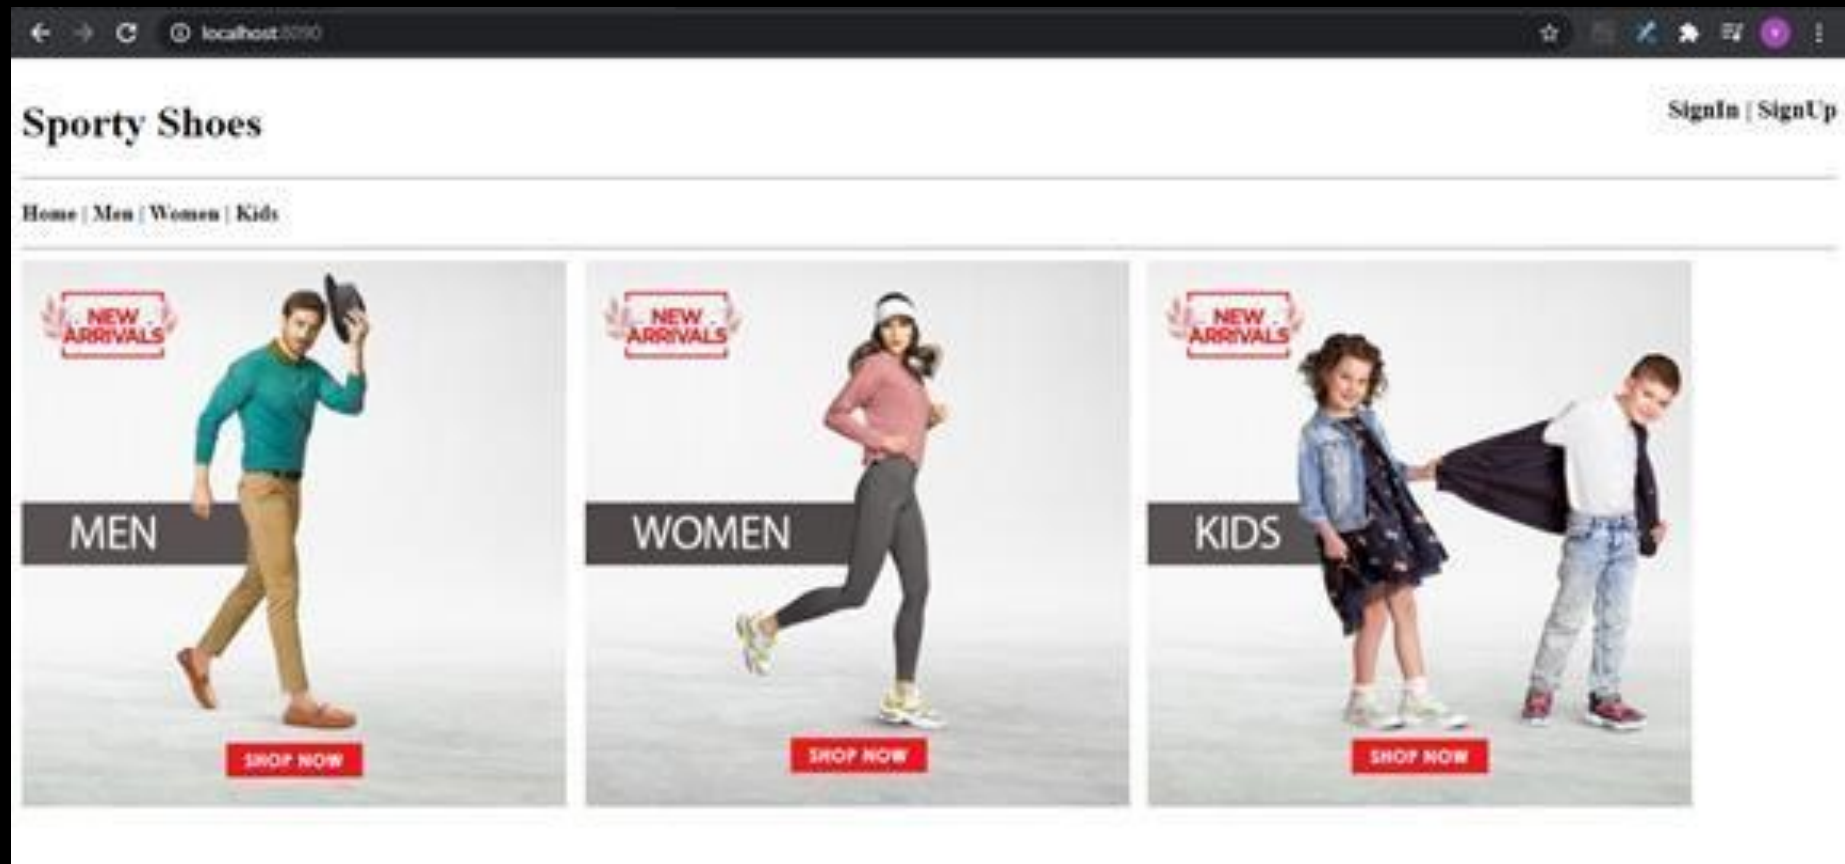 localhost:8090
Sporty Shoes
SignIn | SignUp
Home | Men | Women | Kids
NEW
ARRIVALS
MEN
SHOP NOW
NEW
ARRIVALS
WOMEN
SHOP NOW
NEW
ARRIVALS
KIDS
SHOP NOW